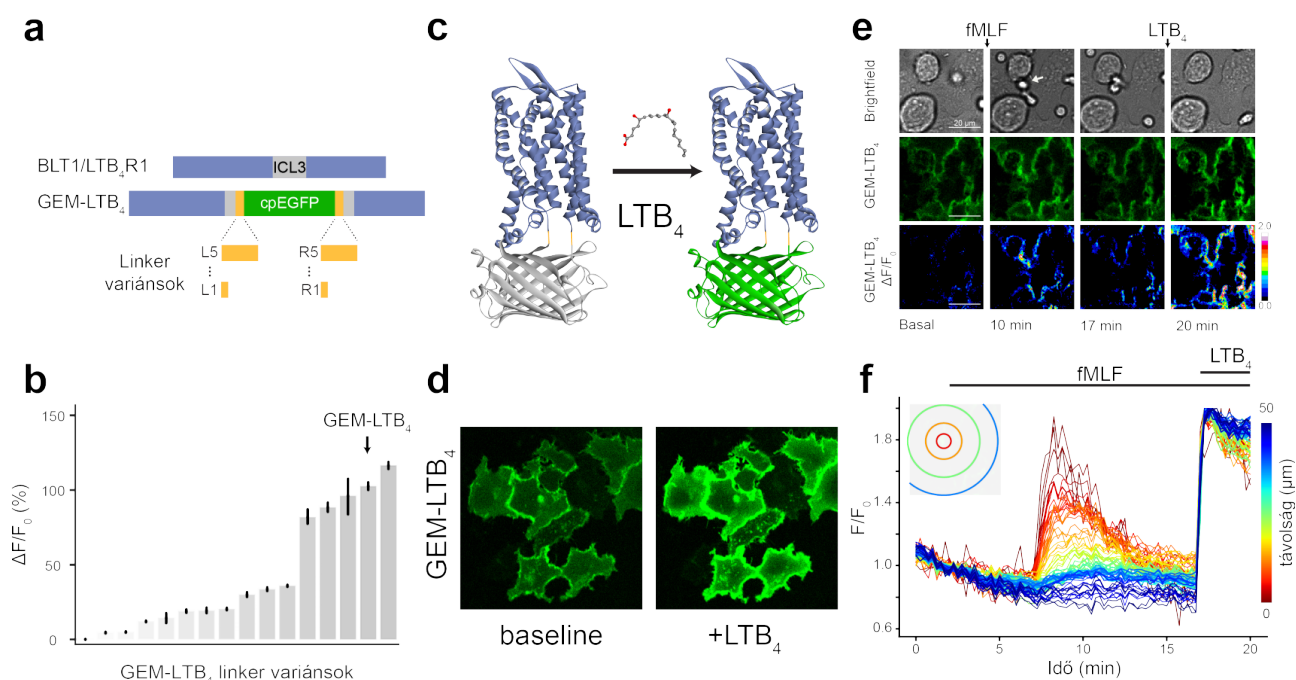 a
BLT1/LTB₄R1
ICL3
GEM-LTB₄
cpEGFP
L5
R5
Linker
variánsok
L1
R1
b
150
100
50
0
ΔF/F₀ (%)
GEM-LTB₄
GEM-LTB, linker variánsok
c
LTB₄
d
GEM-LTB₄
baseline
+LTB₄
e
fMLF
LTB₄
Brightfield
20 µm
GEM-LTB₄
GEM-LTB₄
ΔF/F₀
2.0
1.0
0.0
Basal
10 min
17 min
20 min
f
LTB₄
fMLF
1.8
1.4
1.0
0.6
F/F₀
0
5
10
15
20
Idő (min)
50
0
távolság (µm)